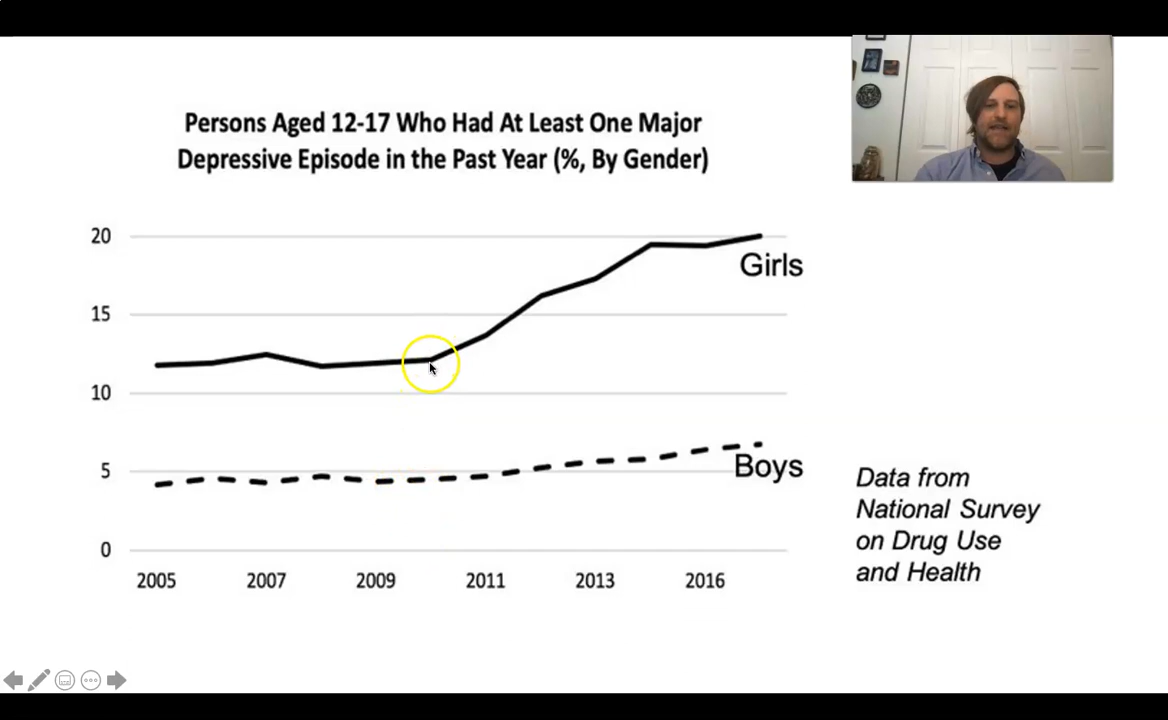 Persons Aged 12-17 Who Had At Least One Major
Depressive Episode in the Past Year (%, By Gender)
20
15
10
5
0
Girls
Boys
2005 2007 2009 2011 2013 2016
Data from
National Survey
on Drug Use
and Health